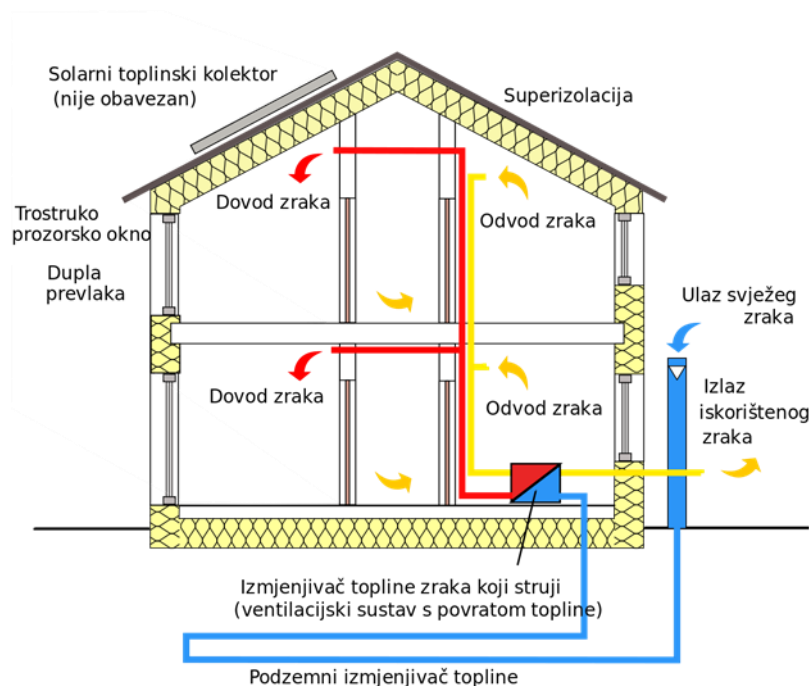 Solarni toplinski kolektor
(nije obavezan)
Superizolacija
Dovod zraka
Odvod zraka
Trostruko
prozorsko okno
Dupla
prevlaka
Ulaz svježeg
zraka
Dovod zraka
Odvod zraka
Izlaz
iskorištenog
zraka
Izmjenjivač topline zraka koji struji
(ventilacijski sustav s povratom topline)
Podzemni izmjenjivač topline